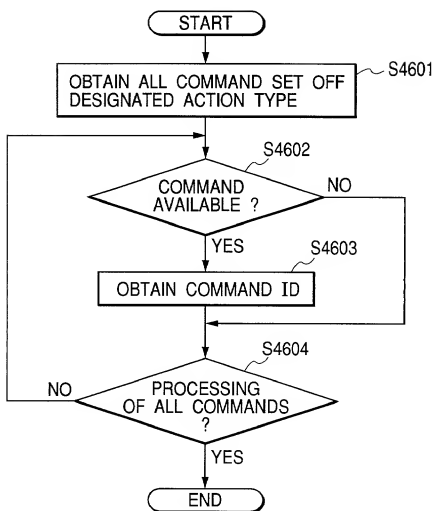 START
OBTAIN ALL COMMAND SET OFF
DESIGNATED ACTION TYPE
S4601
S4602
COMMAND
AVAILABLE ?
NO
YES
S4603
OBTAIN COMMAND ID
S4604
NO
PROCESSING
OF ALL COMMANDS
?
YES
END